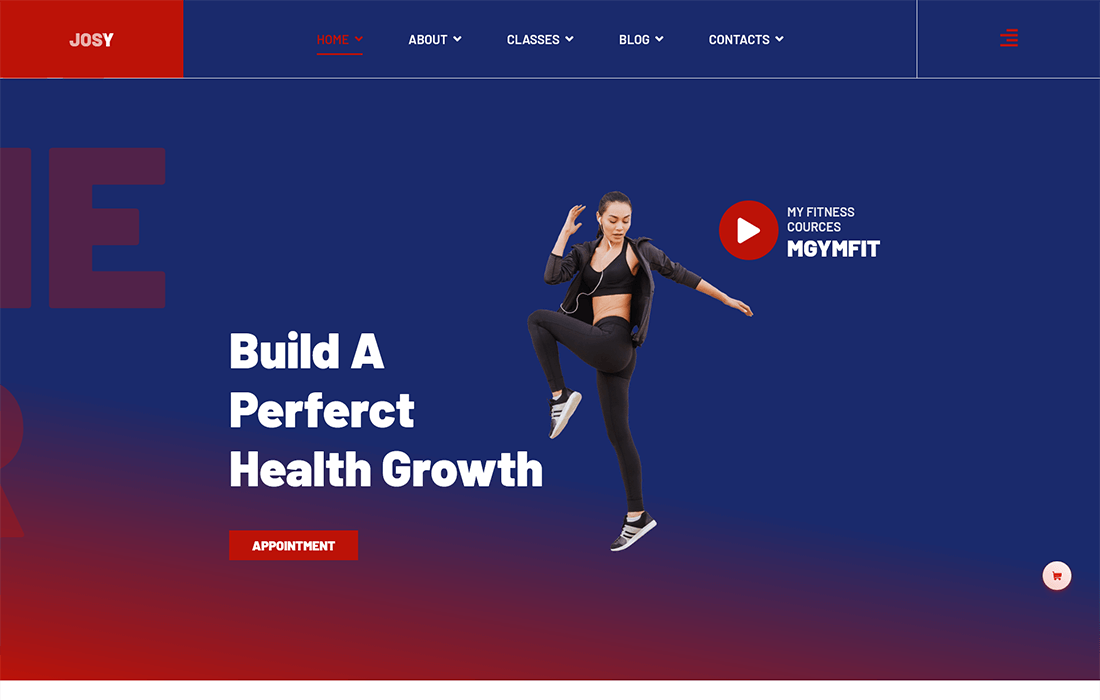 JOSY
HOME
ABOUT
CLASSES
BLOG
CONTACTS
MY FITNESS
COURCES
MGYMFIT
Build A
Perferct
Health Growth
APPOINTMENT